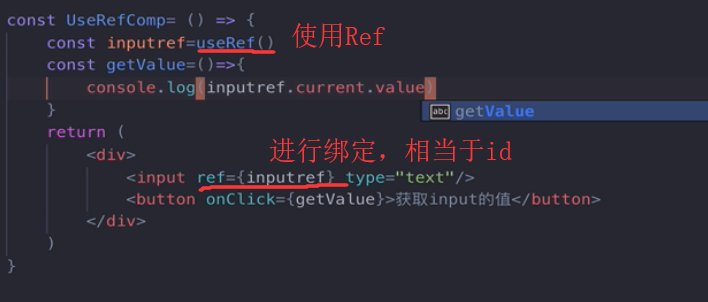 const UseRefComp= () => {
const inputref=useRef() 使用Ref
const getValue=()=>{
console.log(inputref.current.value)
}
abc getValue
return (
进行绑定，相当于id
<div>
<input ref={inputref} type="text"/>
<button onClick={getValue}>获取input的值</button>
</div>
)
}